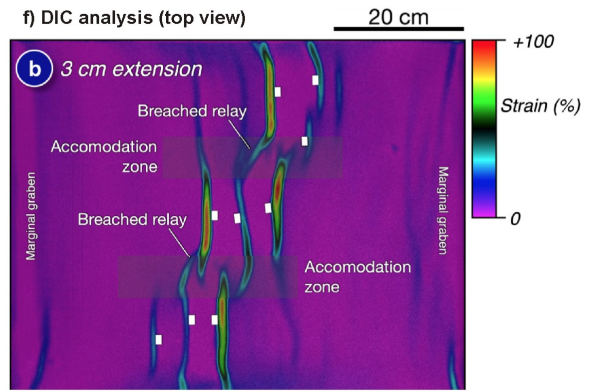 f) DIC analysis (top view)
20 cm
b 3 cm extension
+100
Strain (%)
0
Breached relay
Accomodation
zone
Marginal graben
Marginal graben
Breached relay
Accomodation
zone